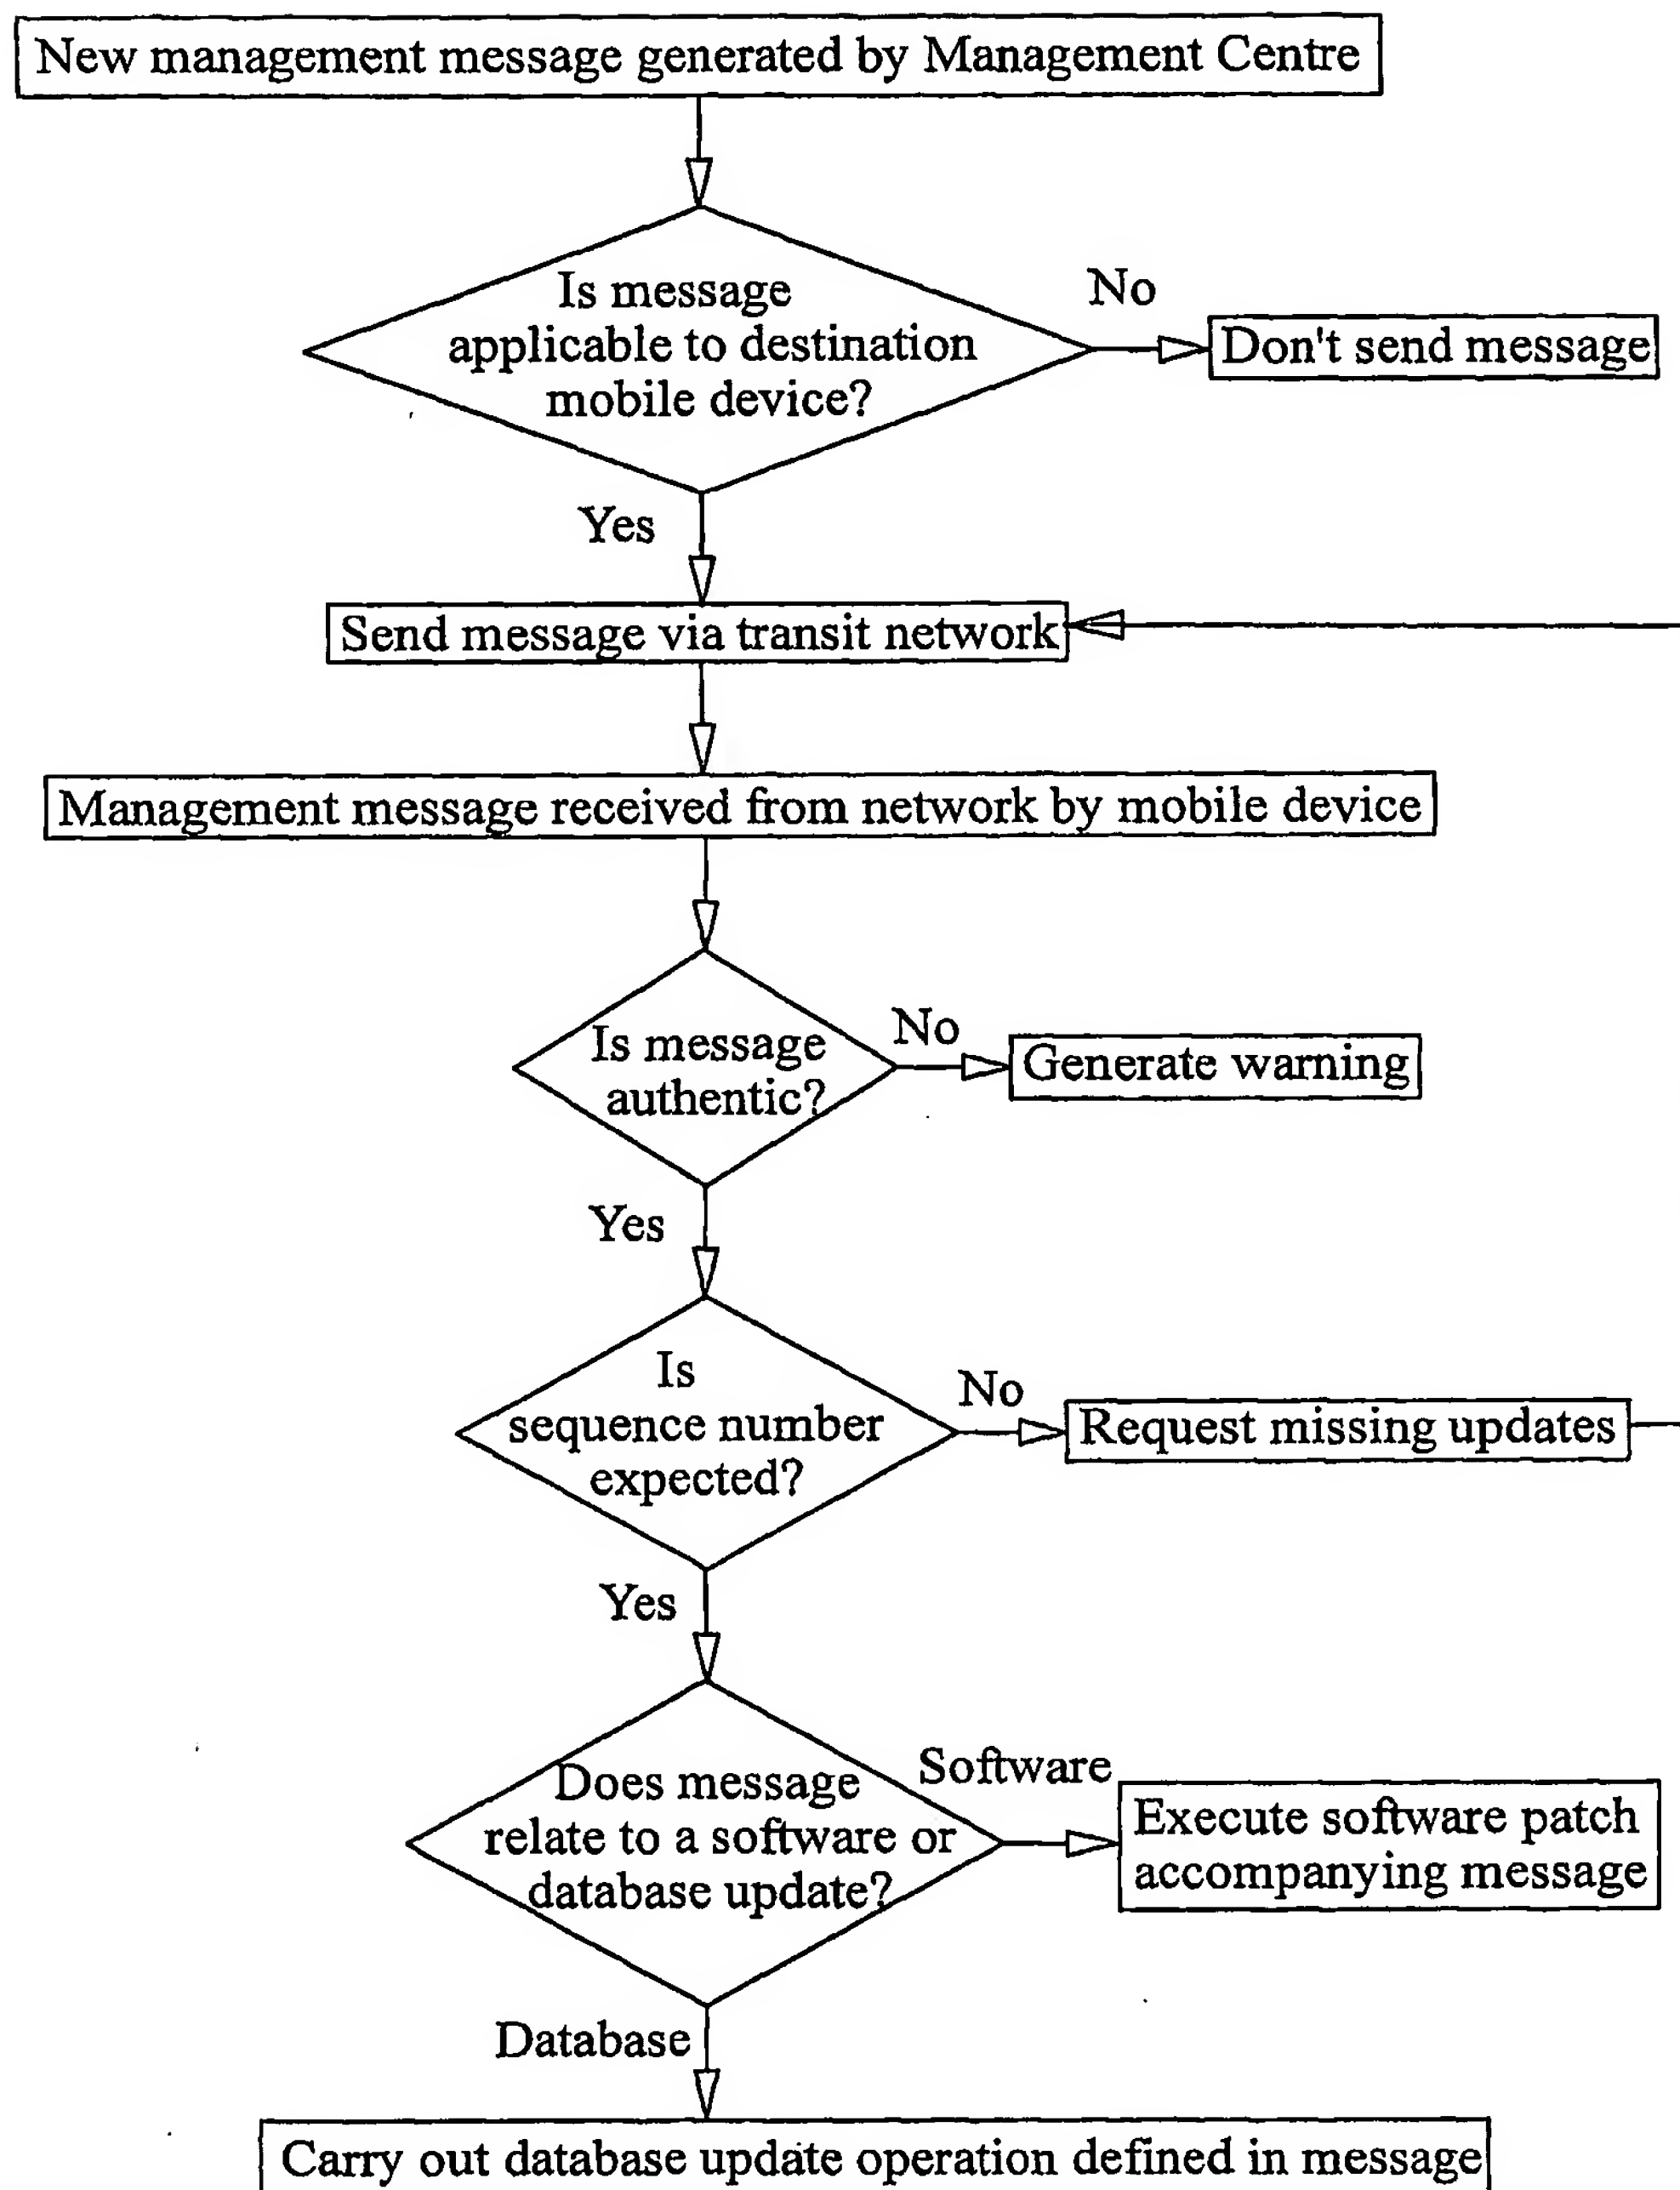 New management message generated by Management Centre
Is message
applicable to destination
mobile device?
No
Don't send message
Yes
Send message via transit network
Management message received from network by mobile device
Is message
authentic?
No
Generate warning
Yes
Is
sequence number
expected?
No
Request missing updates
Yes
Does message
relate to a software or
database update?
Software
Execute software patch
accompanying message
Database
Carry out database update operation defined in message